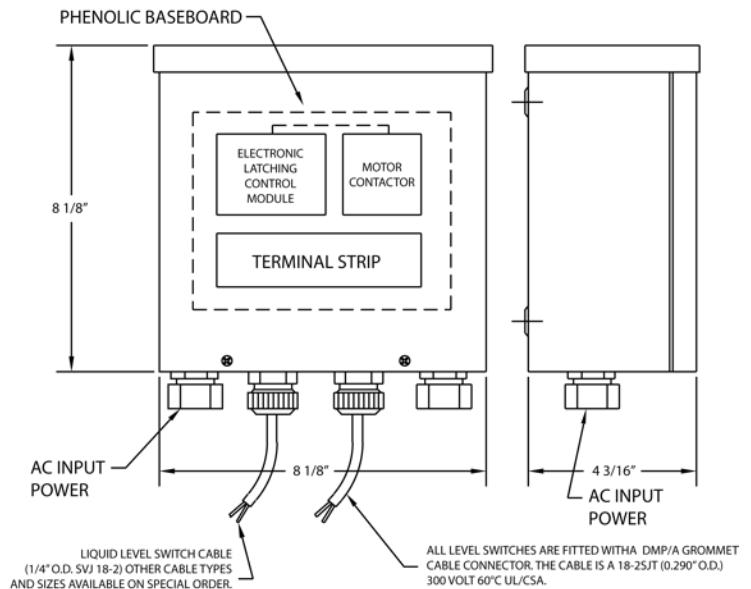 PHENOLIC BASEBOARD
ELECTRONIC
LATCHING
CONTROL
MODULE
MOTOR
CONTACTOR
8 1/8"
TERMINAL STRIP
AC INPUT
POWER
8 1/8"
4 3/16"
AC INPUT
POWER
LIQUID LEVEL SWITCH CABLE
(1/4" O.D. SVJ 18-2) OTHER CABLE TYPES
AND SIZES AVAILABLE ON SPECIAL ORDER.
ALL LEVEL SWITCHES ARE FITTED WITHA DMP/A GROMMET
CABLE CONNECTOR. THE CABLE IS A 18-2SJT (0.290" O.D.)
300 VOLT 60°C UL/CSA.